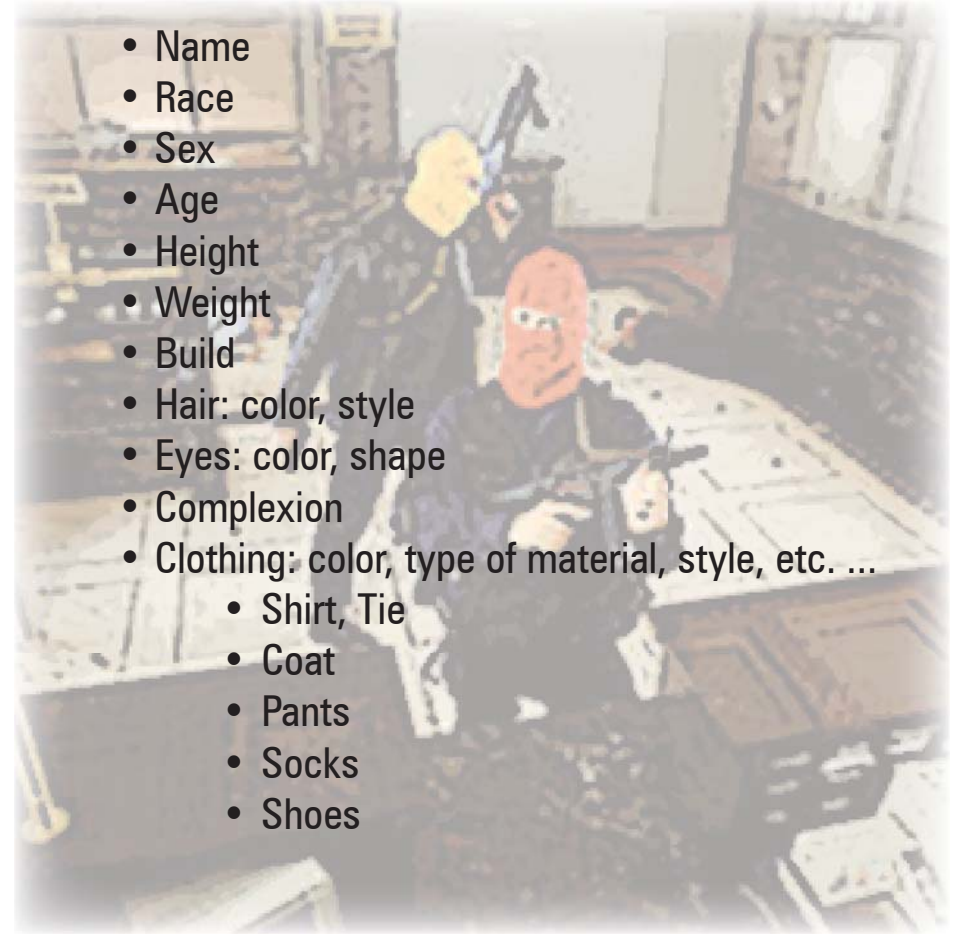 • Name
• Race
• Sex
• Age
• Height
• Weight
• Build
• Hair: color, style
• Eyes: color, shape
• Complexion
• Clothing: color, type of material, style, etc. ...
• Shirt, Tie
• Coat
• Pants
• Socks
• Shoes